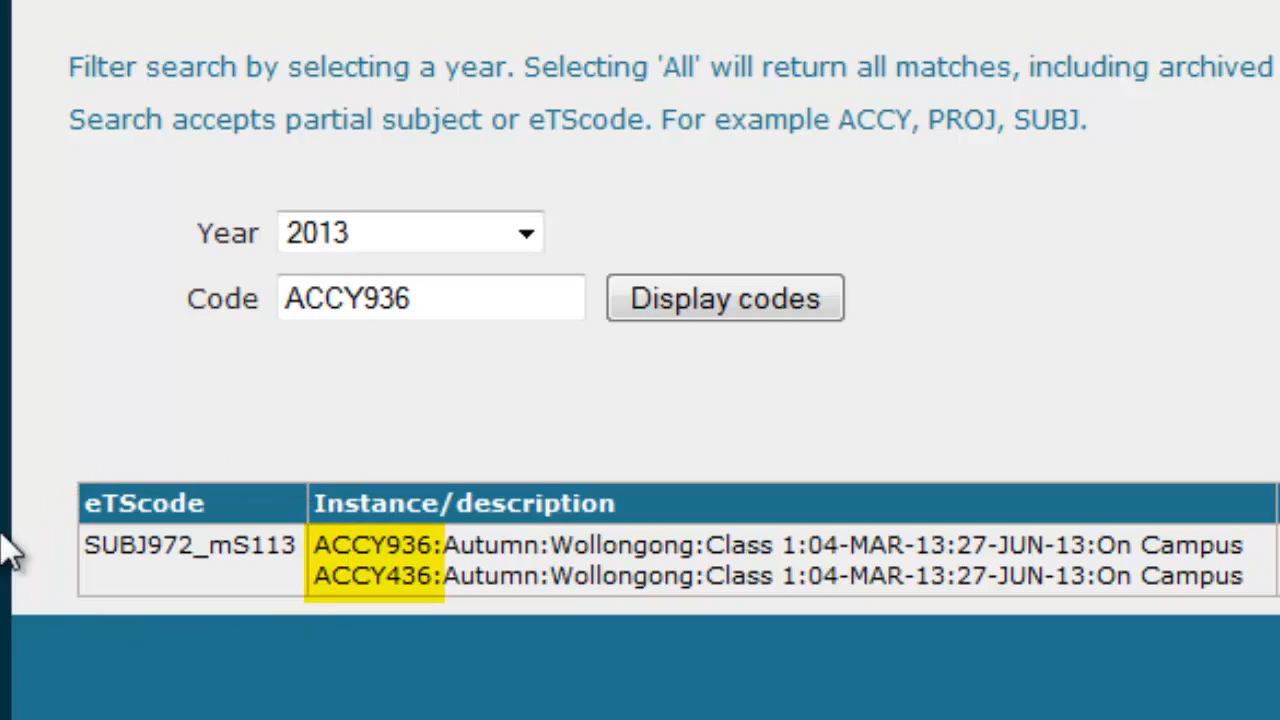 Filter search by selecting a year. Selecting 'All' will return all matches, including archived
Search accepts partial subject or eTScode. For example ACCY, PROJ, SUBJ.
Year 2013
Code ACCY936 Display codes
eTScode Instance/description
SUBJ972_mS113 ACCY936:Autumn:Wollongong:Class 1:04-MAR-13:27-JUN-13:On Campus
ACCY436:Autumn:Wollongong:Class 1:04-MAR-13:27-JUN-13:On Campus